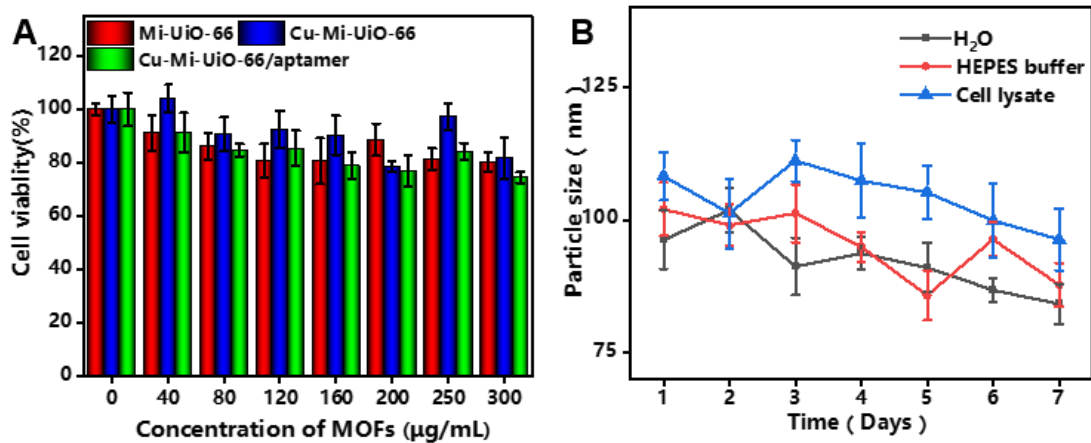 A
Mi-UiO-66
Cu-Mi-UiO-66
Cu-Mi-UiO-66/aptamer
Cell viablity(%)
120
100
80
60
40
20
0
0 40 80 120 160 200 250 300
Concentration of MOFs (μg/mL)
B
H₂O
HEPES buffer
Cell lysate
Particle size ( nm )
125
100
75
1 2 3 4 5 6 7
Time ( Days )